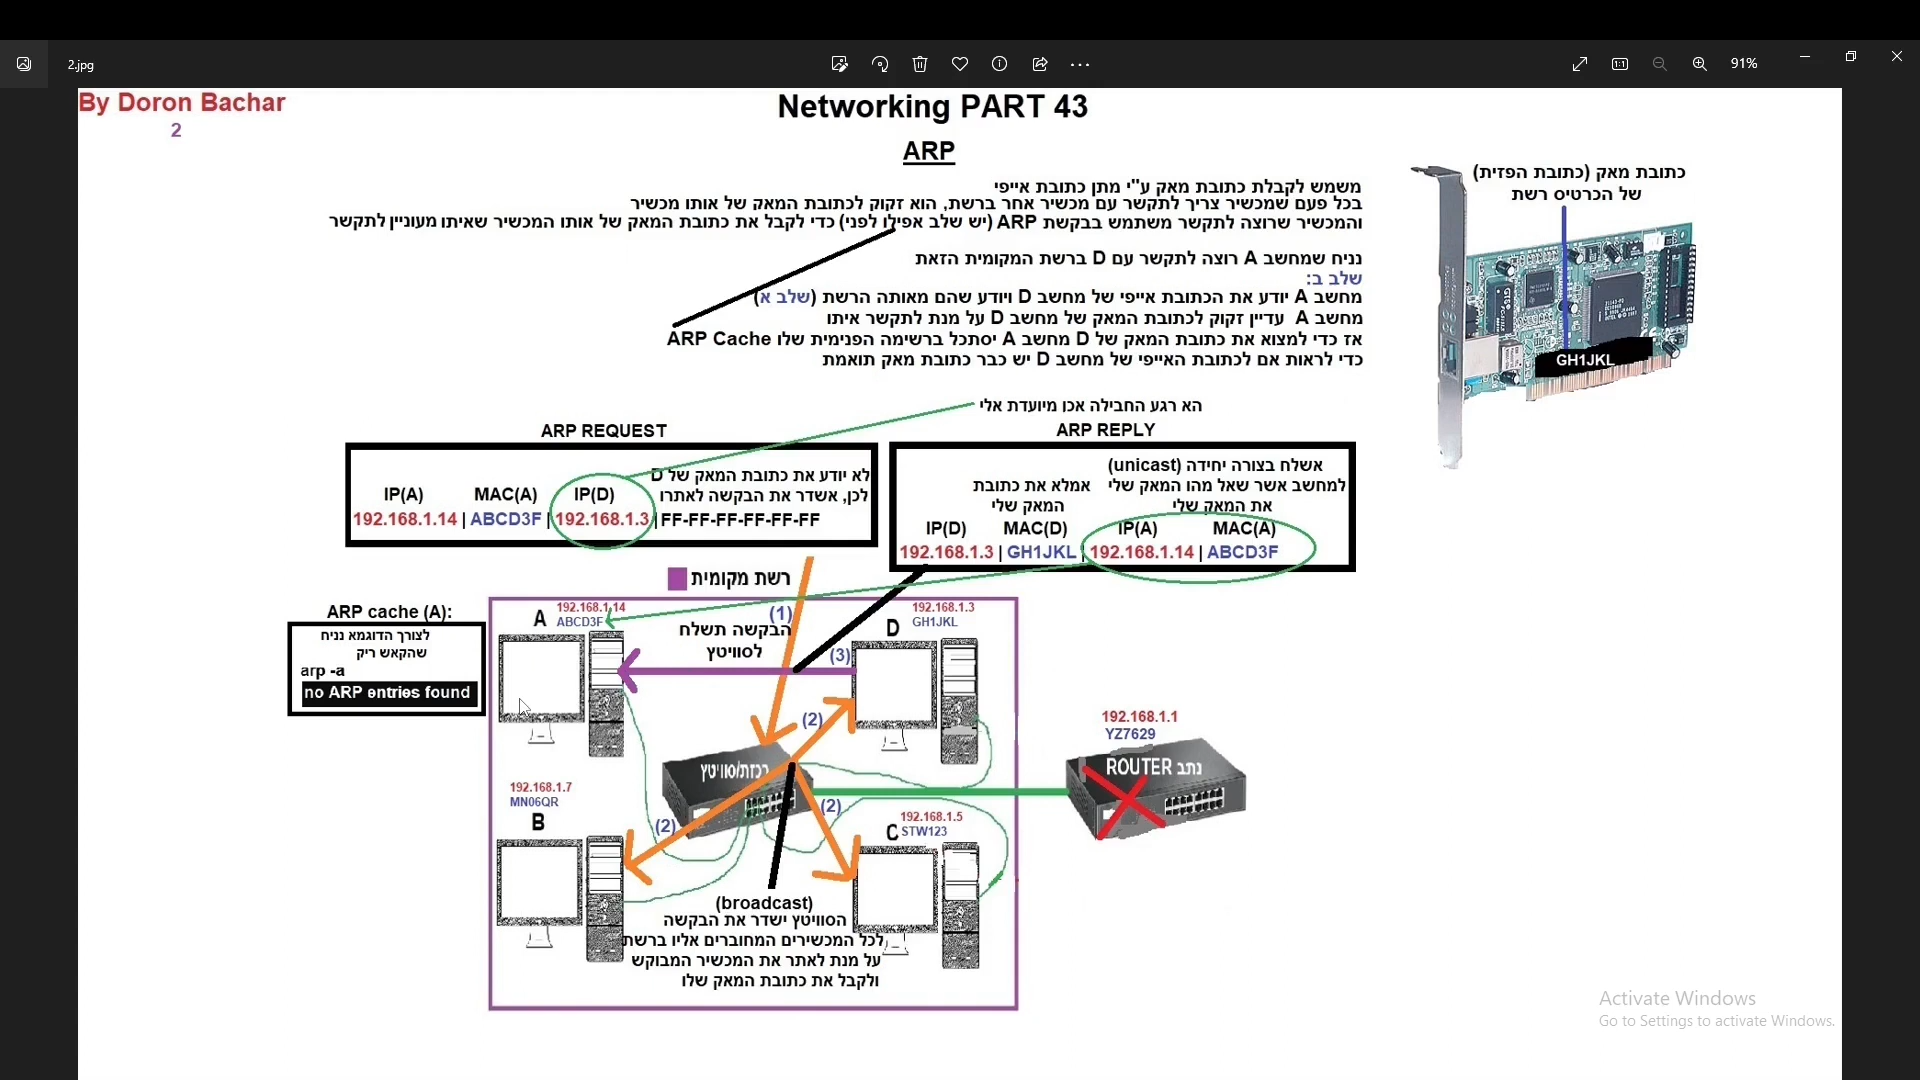 2.jpg
91%
By Doron Bachar
2
Networking PART 43
ARP
משמש לקבלת כתובת מאק ע"י מתן כתובת אייפי
בכל פעם שמכשיר צריך לתקשר עם מכשיר אחר ברשת, הוא זקוק לכתובת המאק של אותו מכשיר
והמכשיר שרוצה לתקשר משתמש בבקשת ARP (יש שלב אפילו לפני) כדי לקבל את כתובת המאק של אותו המכשיר שאיתו מעוניין לתקשר
נניח שמחשב A רוצה לתקשר עם D ברשת המקומית הזאת
שלב ב:
מחשב A יודע את הכתובת אייפי של מחשב D ויודע שהם מאותה הרשת (שלב א)
מחשב A עדיין זקוק לכתובת המאק של מחשב D על מנת לתקשר איתו
אז כדי למצוא את כתובת המאק של D מחשב A יסתכל ברשימה הפנימית שלו ARP Cache
כדי לראות אם לכתובת האייפי של מחשב D יש כבר כתובת מאק תואמת
כתובת מאק (כתובת הפזית)
של הכרטיס רשת
GH1JKL
הא רגע החבילה אכן מיועדת אלי
ARP REQUEST
לא יודע את כתובת המאק של D
לכן, אשדר את הבקשה לאתרו
IP(A) MAC(A) IP(D)
192.168.1.14 | ABCD3F | 192.168.1.3 | FF-FF-FF-FF-FF-FF
ARP REPLY
אשלח בצורה יחידה (unicast)
למחשב אשר שאל מהו המאק שלי
את המאק שלי
אמלא את כתובת
המאק שלי
IP(D) MAC(D) IP(A) MAC(A)
192.168.1.3 | GH1JKL | 192.168.1.14 | ABCD3F
רשת מקומית
ARP cache (A):
לצורך הדוגמא נניח
שהקאש ריק
arp -a
no ARP entries found
A
192.168.1.14
ABCD3F
(1)
הבקשה תשלח
לסוויטץ
192.168.1.3
GH1JKL
D
(3)
(2)
רכזת/סוויטץ
192.168.1.1
YZ7629
ROUTER נתב
192.168.1.7
MN06QR
B
(2)
(2)
192.168.1.5
C STW123
(broadcast)
הסוויטץ ישדר את הבקשה
לכל המכשירים המחוברים אליו ברשת
על מנת לאתר את המכשיר המבוקש
ולקבל את כתובת המאק שלו
Activate Windows
Go to Settings to activate Windows.